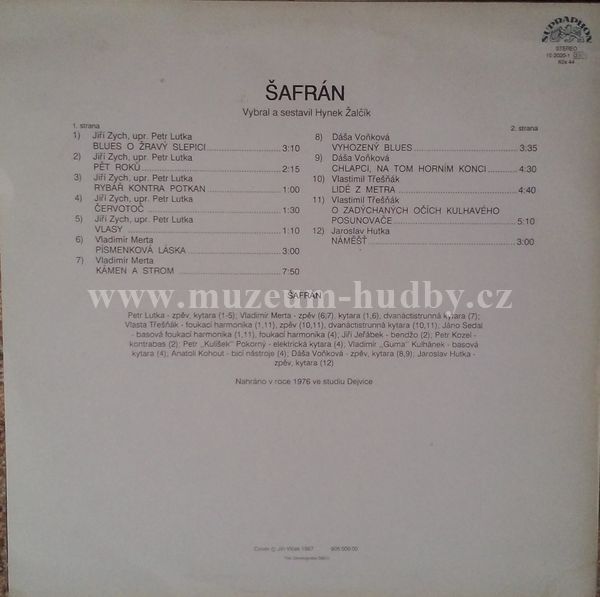 SUPRAPHON
STEREO
Kčs 44
ŠAFRÁN
Vybral a sestavil Hynek Žalčík
1. strana
1) Jiří Zych, upr. Petr Lutka
BLUES O ŽRAVÝ SLEPICI 3:10
2) Jiří Zych, upr. Petr Lutka
PĚT ROKŮ 2:15
3) Jiří Zych, upr. Petr Lutka
RYBÁŘ KONTRA POTKAN 1:00
4) Jiří Zych, upr. Petr Lutka
ČERVOTOČ 1:30
5) Jiří Zych, upr. Petr Lutka
VLASY 1:10
6) Vladimír Merta
PÍSMENKOVÁ LÁSKA 3:00
7) Vladimír Merta
KÁMEN A STROM 7:50
2. strana
8) Dáša Voňková
VYHOZENÝ BLUES 3:35
9) Dáša Voňková
CHLAPCI, NA TOM HORNÍM KONCI 4:30
10) Vlastimil Třešňák
LIDÉ Z METRA 4:40
11) Vlastimil Třešňák
O ZADÝCHANÝCH OČÍCH KULHAVÉHO
POSUNOVAČE 5:10
12) Jaroslav Hutka
NÁMĚŠŤ 3:00
www.muzeum-hudby.cz
ŠAFRÁN
Petr Lutka - zpěv, kytara (1-5); Vladimír Merta - zpěv (6,7), kytara (1,6), dvanáctistrunná kytara (7);
Vlasta Třešňák - foukací harmonika (1,11), zpěv (10,11), dvanáctistrunná kytara (10,11); Jáno Sedal
- basová foukací harmonika (1,11), foukací harmonika (4); Jiří Jeřábek - bendžo (2); Petr Kozel -
kontrabas (2); Petr „Kulíšek" Pokorný - elektrická kytara (4); Vladimír „Guma" Kulhánek - basová
kytara (4); Anatoli Kohout - bicí nástroje (4); Dáša Voňková - zpěv, kytara (8,9); Jaroslav Hutka -
zpěv, kytara (12)
Nahráno v roce 1976 ve studiu Dejvice
Cover © Jiří Vlček 1987